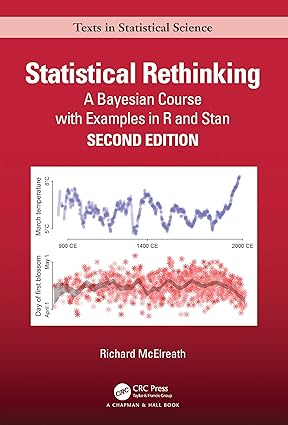 Texts in Statistical Science
Statistical Rethinking
A Bayesian Course
with Examples in R and Stan
SECOND EDITION
March temperature
8°C
5°C
900 CE
1400 CE
2000 CE
Day of first blossom
May 1
April 1
Richard McElreath
CRC Press
Taylor & Francis Group
A CHAPMAN & HALL BOOK